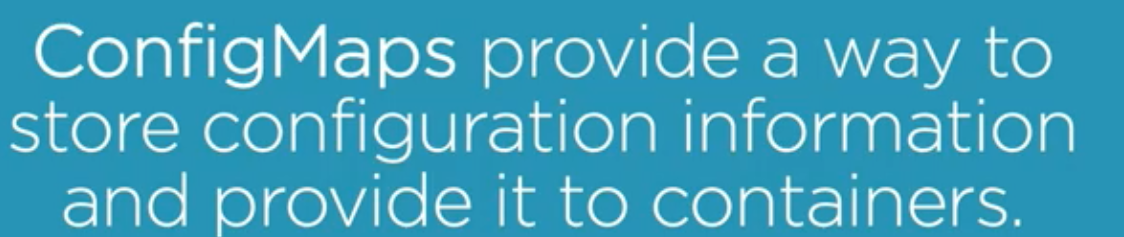 ConfigMaps provide a way to
store configuration information
and provide it to containers.